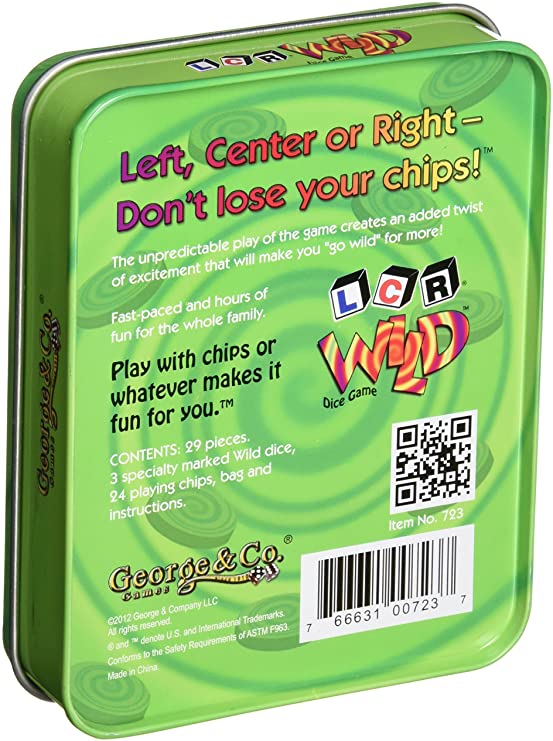 L C R WILD
Dice Game
Left, Center or Right –
Don't lose your chips!™
The unpredictable play of the game creates an added twist
of excitement that will make you "go wild" for more!
Fast-paced and hours of
fun for the whole family.
L C R®
WILD™
Dice Game
Play with chips or
whatever makes it
fun for you.™
CONTENTS: 29 pieces.
3 specialty marked Wild dice,
24 playing chips, bag and
instructions.
Item No. 723
George & Co.®
Games
©2012 George & Company LLC
All rights reserved.
® and ™ denote U.S. and International Trademarks.
Conforms to the Safety Requirements of ASTM F963.
Made in China.
7 66631 00723 7
George & Co.®
Games